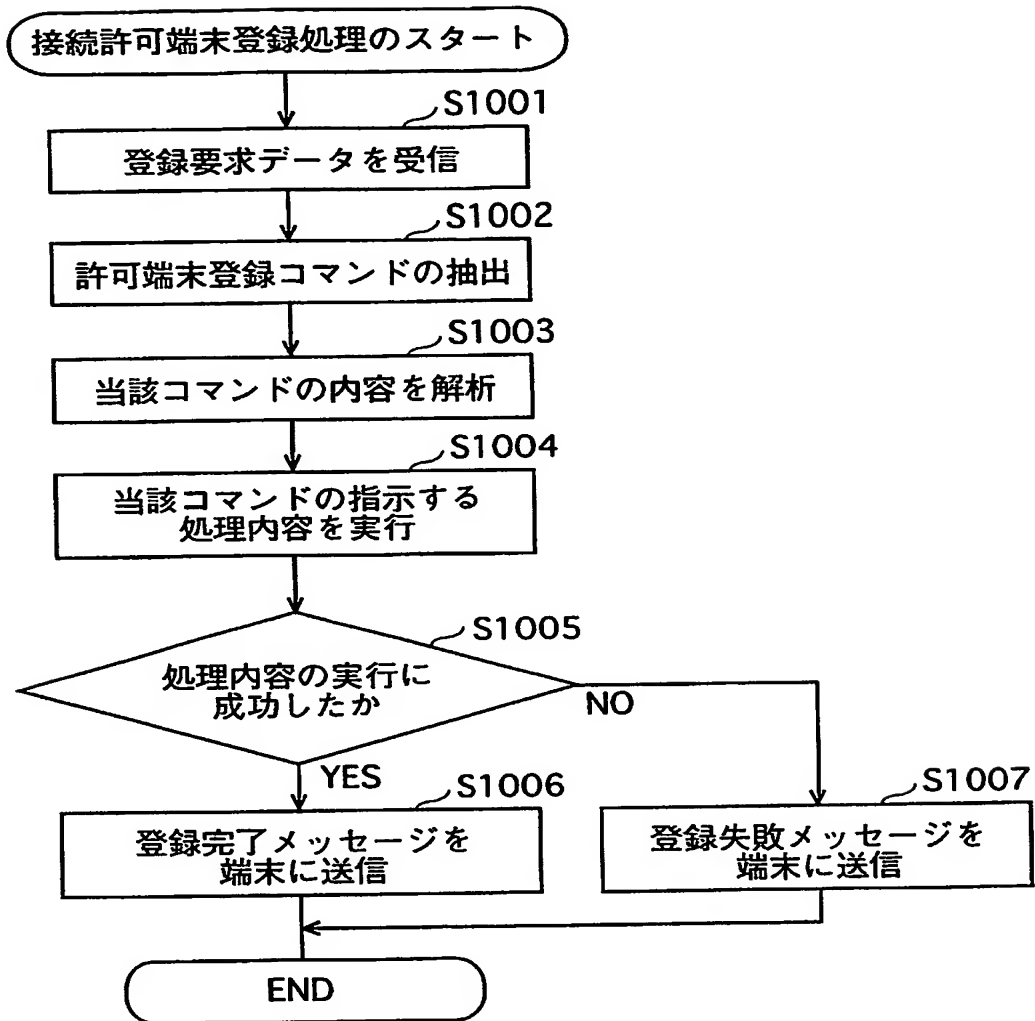 接続許可端末登録処理のスタート
S1001
登録要求データを受信
S1002
許可端末登録コマンドの抽出
S1003
当該コマンドの内容を解析
S1004
当該コマンドの指示する
処理内容を実行
S1005
処理内容の実行に
成功したか
NO
YES
S1006
登録完了メッセージを
端末に送信
S1007
登録失敗メッセージを
端末に送信
END